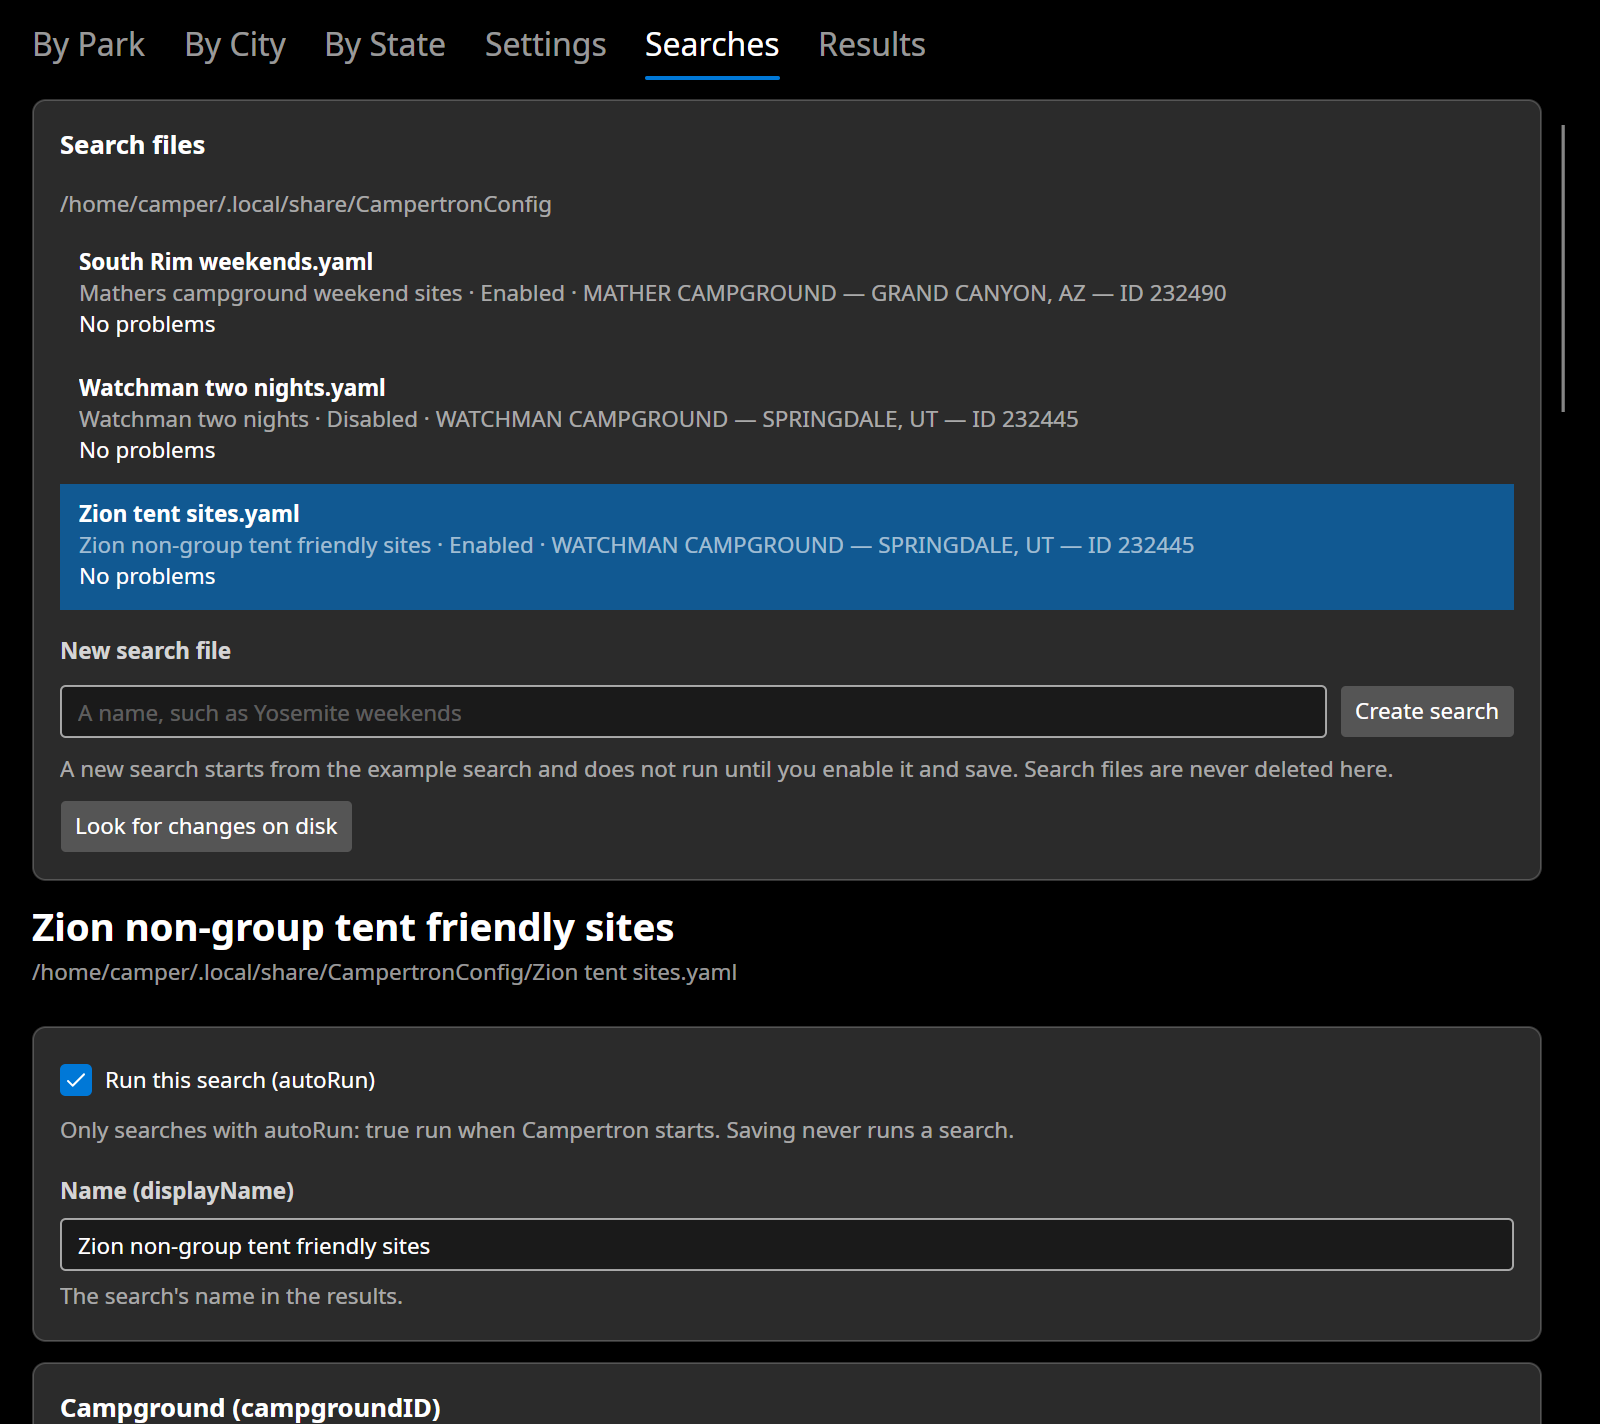 By Park By City By State Settings Searches Results
Search files
/home/camper/.local/share/CampertronConfig
South Rim weekends.yaml
Mathers campground weekend sites · Enabled · MATHER CAMPGROUND — GRAND CANYON, AZ — ID 232490
No problems
Watchman two nights.yaml
Watchman two nights · Disabled · WATCHMAN CAMPGROUND — SPRINGDALE, UT — ID 232445
No problems
Zion tent sites.yaml
Zion non-group tent friendly sites · Enabled · WATCHMAN CAMPGROUND — SPRINGDALE, UT — ID 232445
No problems
New search file
A name, such as Yosemite weekends
Create search
A new search starts from the example search and does not run until you enable it and save. Search files are never deleted here.
Look for changes on disk
Zion non-group tent friendly sites
/home/camper/.local/share/CampertronConfig/Zion tent sites.yaml
Run this search (autoRun)
Only searches with autoRun: true run when Campertron starts. Saving never runs a search.
Name (displayName)
Zion non-group tent friendly sites
The search's name in the results.
Campground (campgroundID)